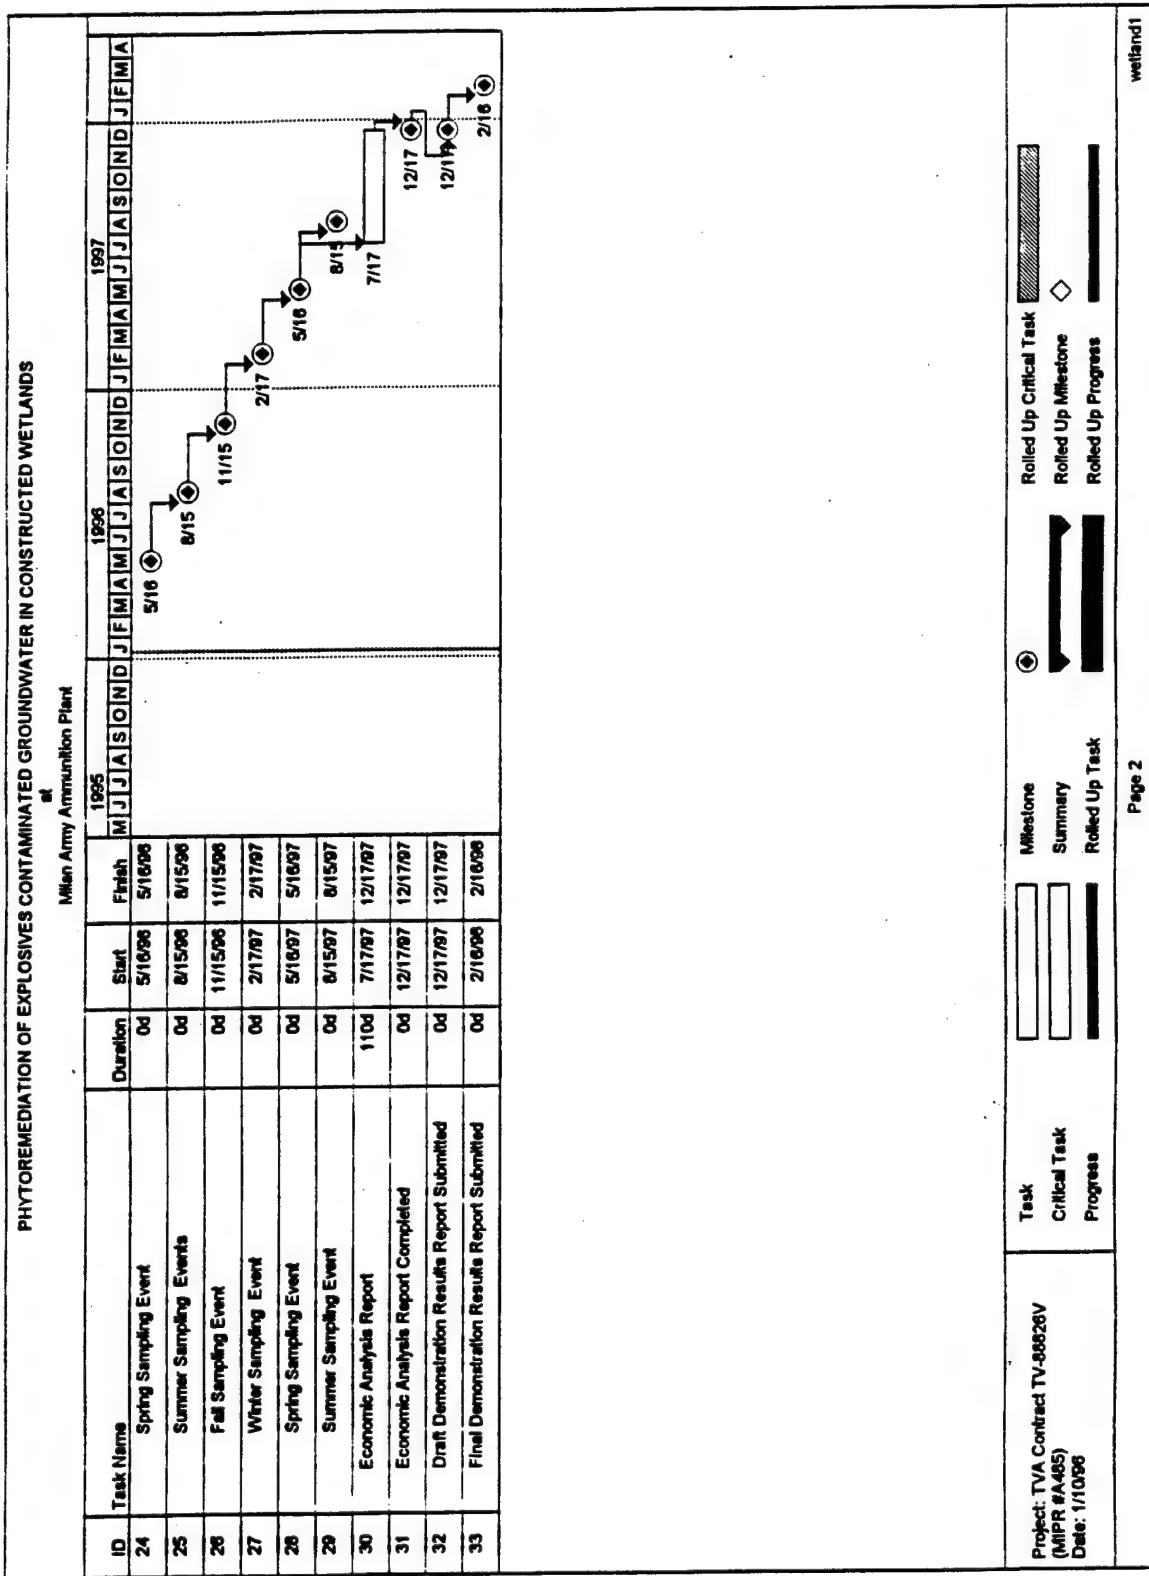 PHYTOREMEDIATION OF EXPLOSIVES CONTAMINATED GROUNDWATER IN CONSTRUCTED WETLANDS
at
Milan Army Ammunition Plant
1995 1996 1997
ID Task Name Duration Start Finish M J J A S O N D J F M A M J J A S O N D J F M A M J J A S O N D J F M A
24 Spring Sampling Event 0d 5/16/96 5/16/96 5/16
25 Summer Sampling Events 0d 8/15/96 8/15/96 8/15
26 Fall Sampling Event 0d 11/15/96 11/15/96 11/15
27 Winter Sampling Event 0d 2/17/97 2/17/97 2/17
28 Spring Sampling Event 0d 5/16/97 5/16/97 5/16
29 Summer Sampling Event 0d 8/15/97 8/15/97 8/15
30 Economic Analysis Report 110d 7/17/97 12/17/97 7/17
31 Economic Analysis Report Completed 0d 12/17/97 12/17/97 12/17
32 Draft Demonstration Results Report Submitted 0d 12/17/97 12/17/97 12/17
33 Final Demonstration Results Report Submitted 0d 2/16/98 2/16/98 2/16
Project: TVA Contract TV-88826V
(MIPR #A465)
Date: 1/10/96
Task Milestone Rolled Up Critical Task
Critical Task Summary Rolled Up Milestone
Progress Rolled Up Task Rolled Up Progress
Page 2
wetland1